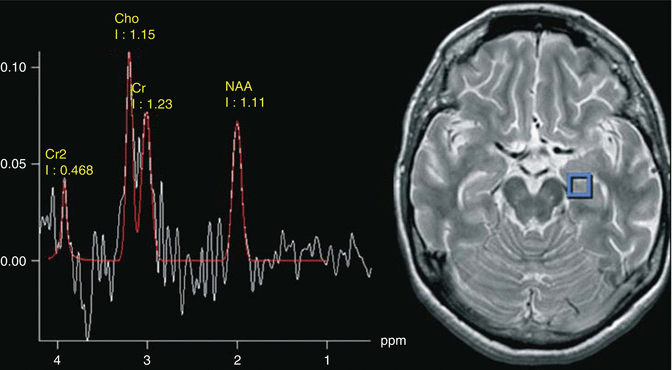 Cho
I : 1.15
Cr
I : 1.23
NAA
I : 1.11
Cr2
I : 0.468
0.10
0.05
0.00
ppm
4 3 2 1